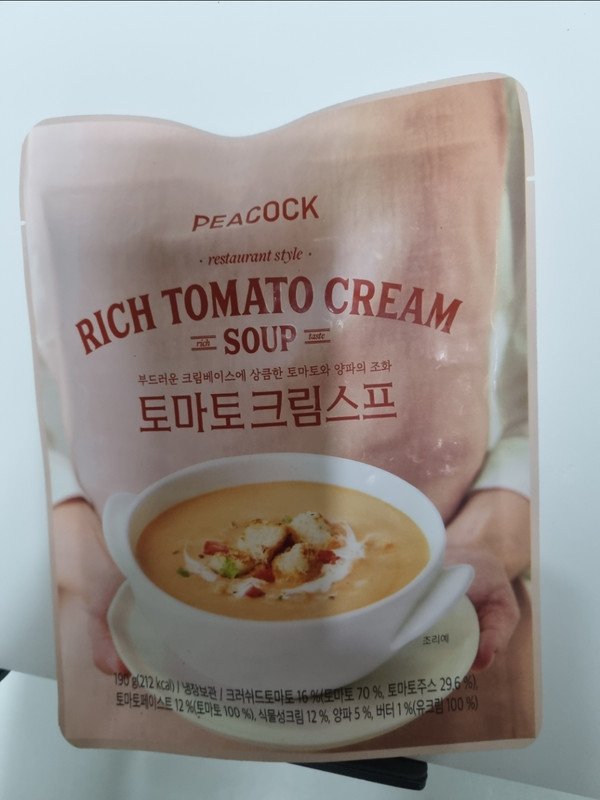 PEACOCK
· restaurant style ·
RICH TOMATO CREAM
rich SOUP taste
부드러운 크림베이스에 상큼한 토마토와 양파의 조화
토마토크림스프
조리예
190 g(212 kcal) / 냉장보관 / 크러쉬드토마토 16 %(토마토 70 %, 토마토주스 29.6 %),
토마토페이스트 12 %(토마토 100 %), 식물성크림 12 %, 양파 5 %, 버터 1 %(유크림 100 %)